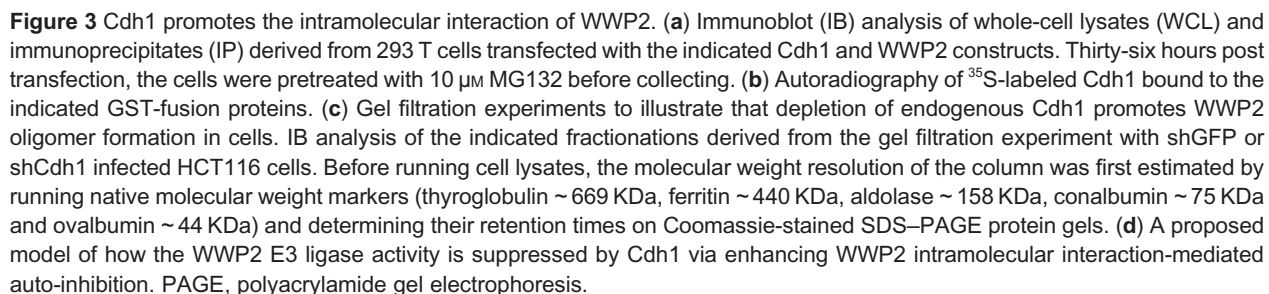 Figure 3 Cdh1 promotes the intramolecular interaction of WWP2. (a) Immunoblot (IB) analysis of whole-cell lysates (WCL) and
immunoprecipitates (IP) derived from 293 T cells transfected with the indicated Cdh1 and WWP2 constructs. Thirty-six hours post
transfection, the cells were pretreated with 10 μM MG132 before collecting. (b) Autoradiography of ³⁵S-labeled Cdh1 bound to the
indicated GST-fusion proteins. (c) Gel filtration experiments to illustrate that depletion of endogenous Cdh1 promotes WWP2
oligomer formation in cells. IB analysis of the indicated fractionations derived from the gel filtration experiment with shGFP or
shCdh1 infected HCT116 cells. Before running cell lysates, the molecular weight resolution of the column was first estimated by
running native molecular weight markers (thyroglobulin ~ 669 KDa, ferritin ~ 440 KDa, aldolase ~ 158 KDa, conalbumin ~ 75 KDa
and ovalbumin ~ 44 KDa) and determining their retention times on Coomassie-stained SDS–PAGE protein gels. (d) A proposed
model of how the WWP2 E3 ligase activity is suppressed by Cdh1 via enhancing WWP2 intramolecular interaction-mediated
auto-inhibition. PAGE, polyacrylamide gel electrophoresis.